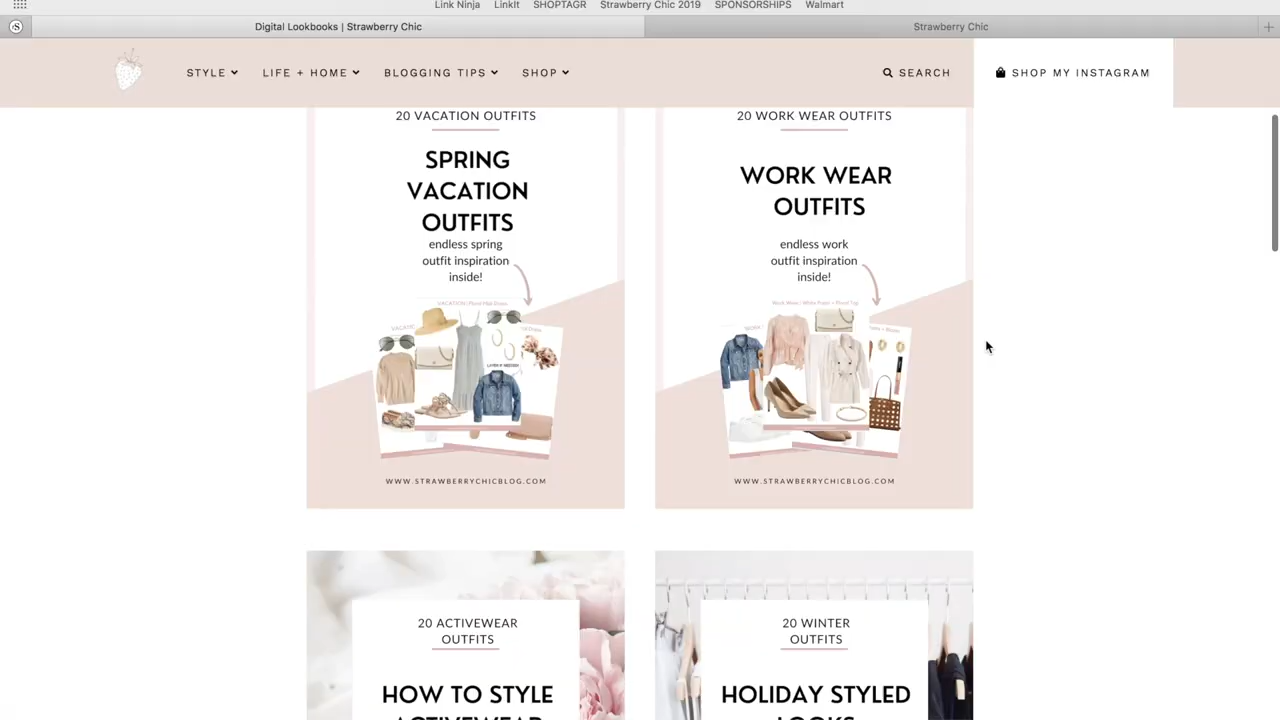 Link Ninja LinkIt SHOPTAGR Strawberry Chic 2019 SPONSORSHIPS Walmart
Digital Lookbooks | Strawberry Chic
Strawberry Chic
STYLE LIFE + HOME BLOGGING TIPS SHOP SEARCH SHOP MY INSTAGRAM
20 VACATION OUTFITS
SPRING
VACATION
OUTFITS
endless spring
outfit inspiration
inside!
WWW.STRAWBERRYCHICBLOG.COM
20 WORK WEAR OUTFITS
WORK WEAR
OUTFITS
endless work
outfit inspiration
inside!
WWW.STRAWBERRYCHICBLOG.COM
20 ACTIVEWEAR
OUTFITS
HOW TO STYLE
ACTIVEWEAR
20 WINTER
OUTFITS
HOLIDAY STYLED
LOOKS